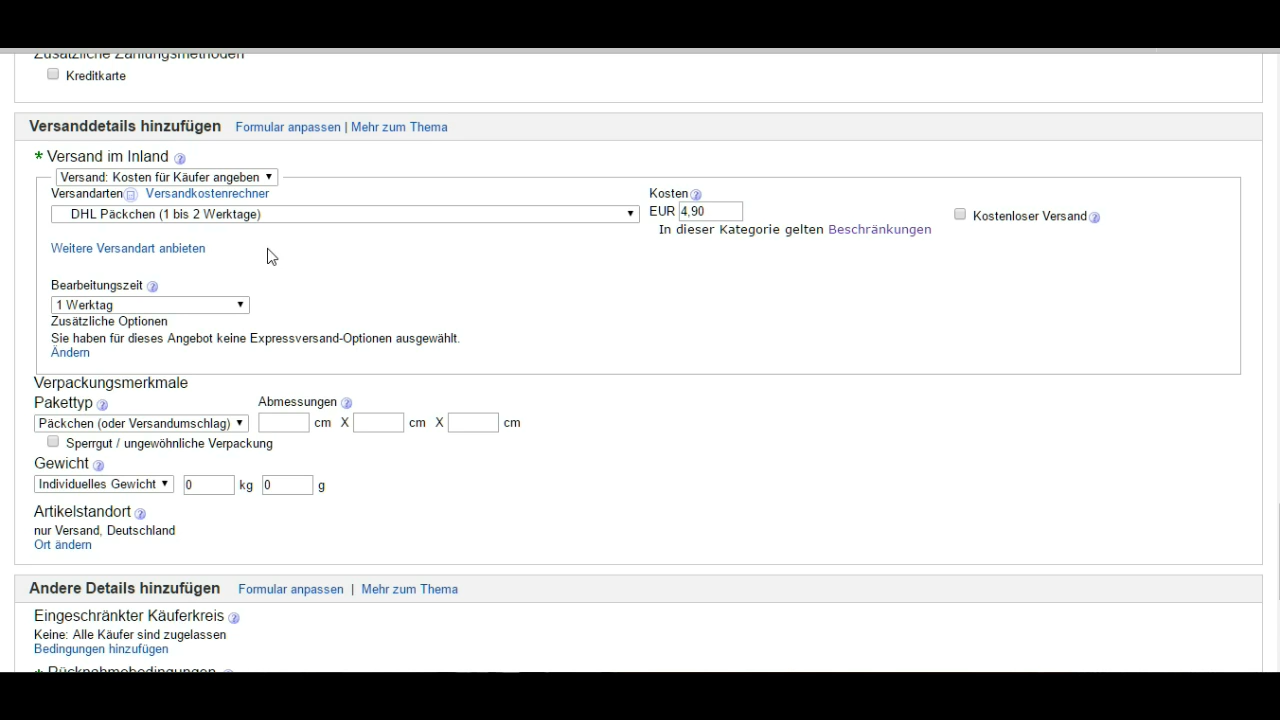 Zusätzliche Zahlungsmethoden
Kreditkarte
Versanddetails hinzufügen Formular anpassen | Mehr zum Thema
* Versand im Inland ?
Versand: Kosten für Käufer angeben
Versandarten Versandkostenrechner Kosten ?
DHL Päckchen (1 bis 2 Werktage) EUR 4,90 Kostenloser Versand ?
In dieser Kategorie gelten Beschränkungen
Weitere Versandart anbieten
Bearbeitungszeit ?
1 Werktag
Zusätzliche Optionen
Sie haben für dieses Angebot keine Expressversand-Optionen ausgewählt.
Ändern
Verpackungsmerkmale
Pakettyp ? Abmessungen ?
Päckchen (oder Versandumschlag) cm X cm X cm
Sperrgut / ungewöhnliche Verpackung
Gewicht ?
Individuelles Gewicht 0 kg 0 g
Artikelstandort ?
nur Versand, Deutschland
Ort ändern
Andere Details hinzufügen Formular anpassen | Mehr zum Thema
Eingeschränkter Käuferkreis ?
Keine: Alle Käufer sind zugelassen
Bedingungen hinzufügen
* Rücknahmebedingungen